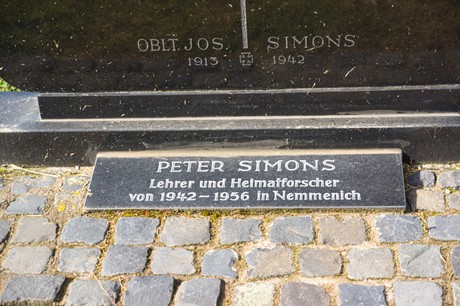 OBLT. JOS. SIMONS
1913 1942
PETER SIMONS
Lehrer und Heimatforscher
von 1942-1956 in Nemmenich